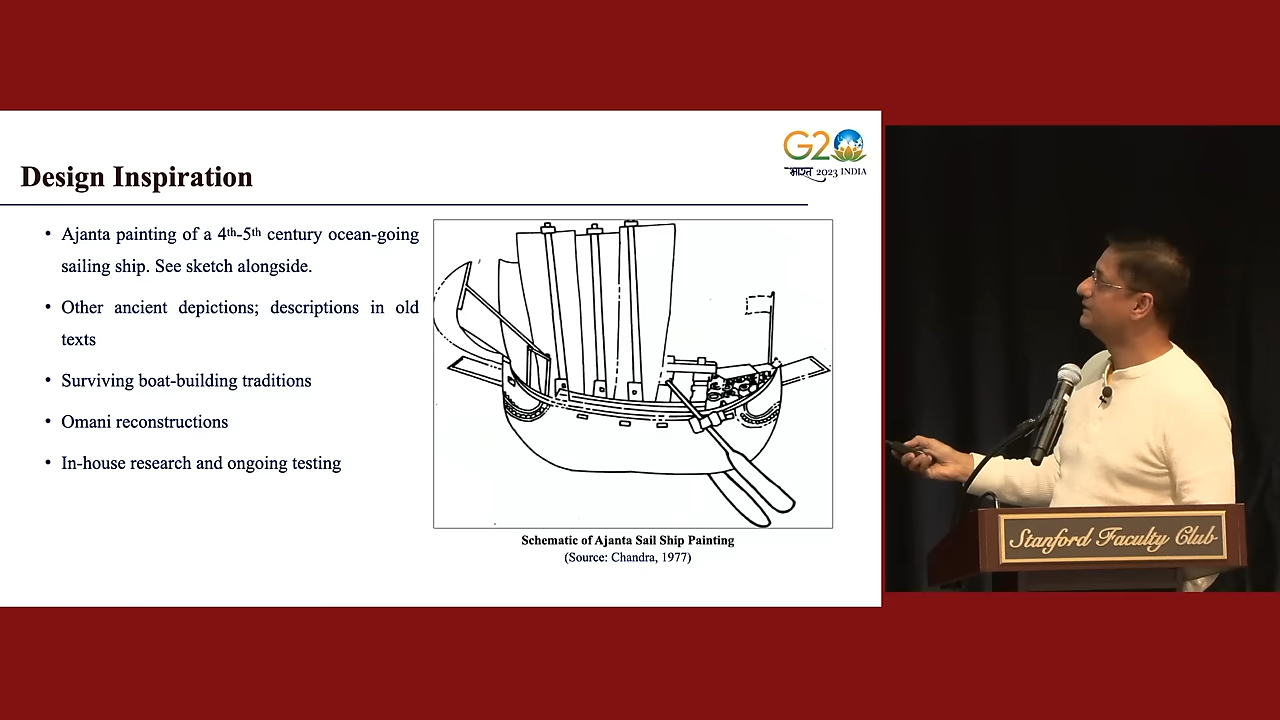 G20
भारत 2023 INDIA
Design Inspiration
• Ajanta painting of a 4th-5th century ocean-going
sailing ship. See sketch alongside.
• Other ancient depictions; descriptions in old
texts
• Surviving boat-building traditions
• Omani reconstructions
• In-house research and ongoing testing
Schematic of Ajanta Sail Ship Painting
(Source: Chandra, 1977)
Stanford Faculty Club